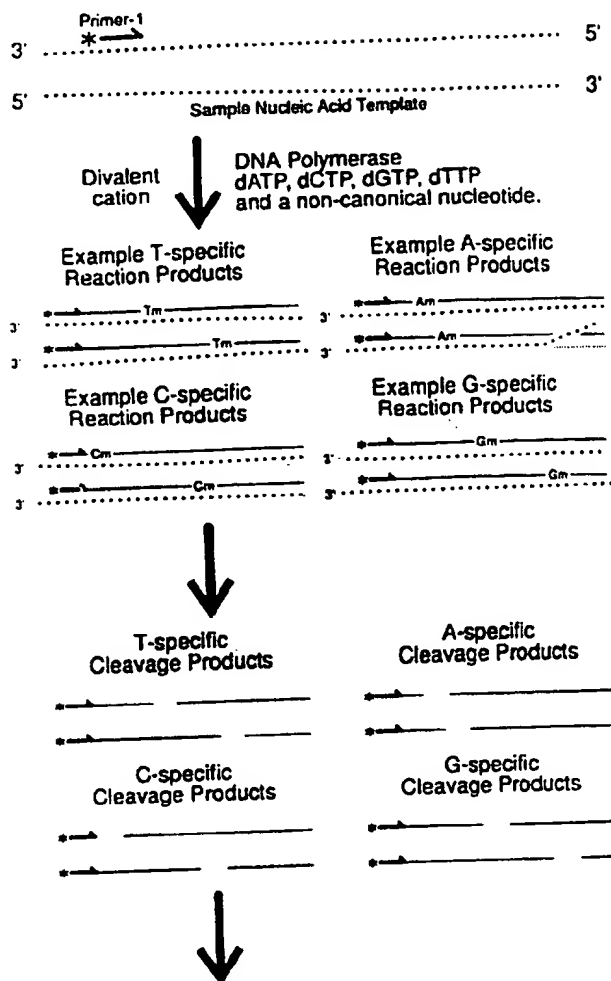 Primer-1
3' * 5'
5' 3'
Sample Nucleic Acid Template
Divalent
cation
DNA Polymerase
dATP, dCTP, dGTP, dTTP
and a non-canonical nucleotide.
Example T-specific
Reaction Products
* Tm
3'
* Tm
3'
Example A-specific
Reaction Products
* Am
3'
* Am
3'
Example C-specific
Reaction Products
* Cm
3'
* Cm
3'
Example G-specific
Reaction Products
* Gm
3'
* Gm
3'
T-specific
Cleavage Products
*
*
A-specific
Cleavage Products
*
*
C-specific
Cleavage Products
*
*
G-specific
Cleavage Products
*
*